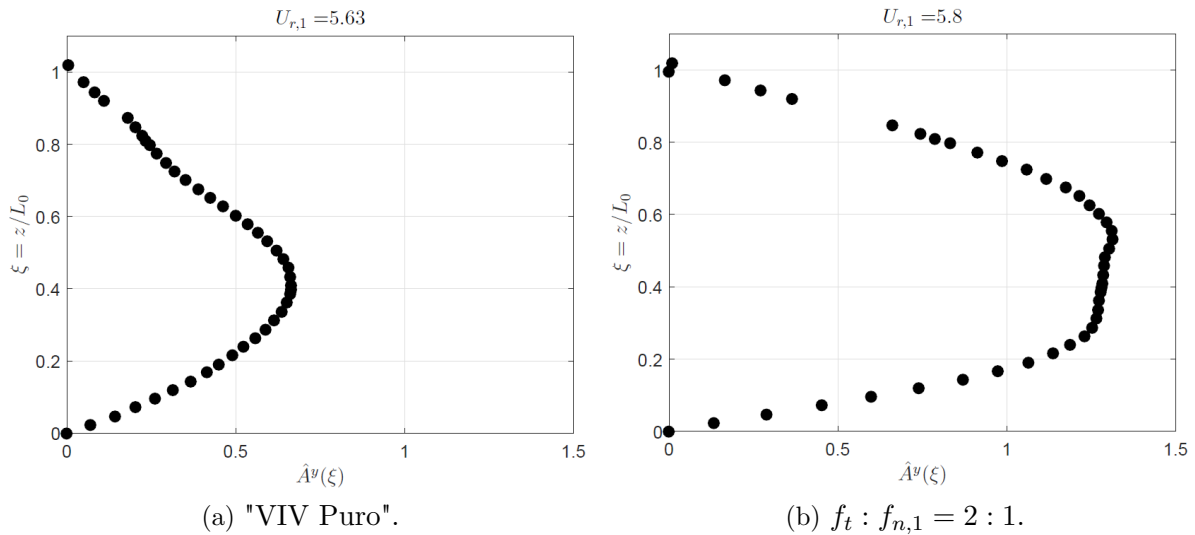 U_{r,1} =5.63
1
0.8
0.6
0.4
0.2
0
ξ = z/L_0
0 0.5 1 1.5
Â^y(ξ)
(a) "VIV Puro".
U_{r,1} =5.8
1
0.8
0.6
0.4
0.2
0
ξ = z/L_0
0 0.5 1 1.5
Â^y(ξ)
(b) f_t : f_{n,1} = 2 : 1.